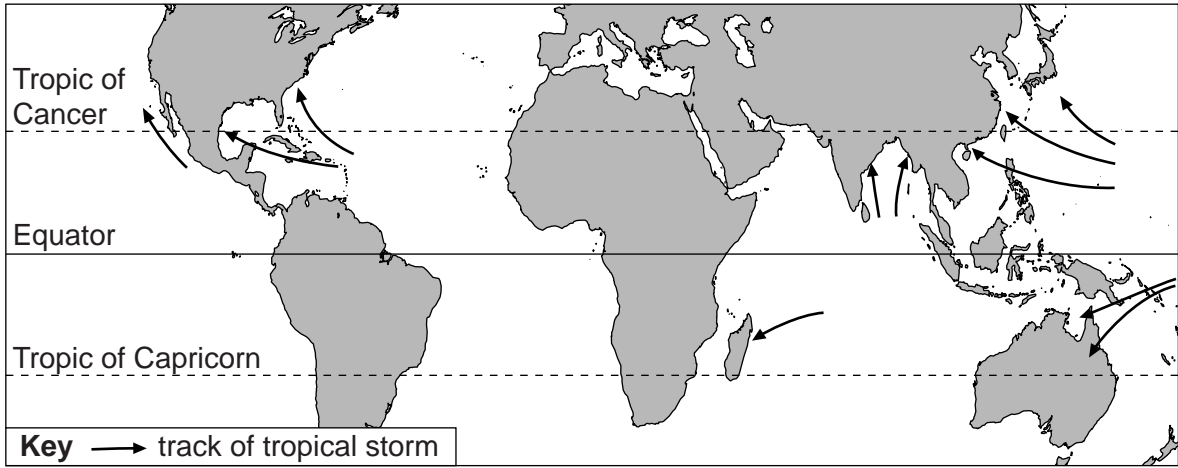 Tropic of
Cancer
Equator
Tropic of Capricorn
Key track of tropical storm